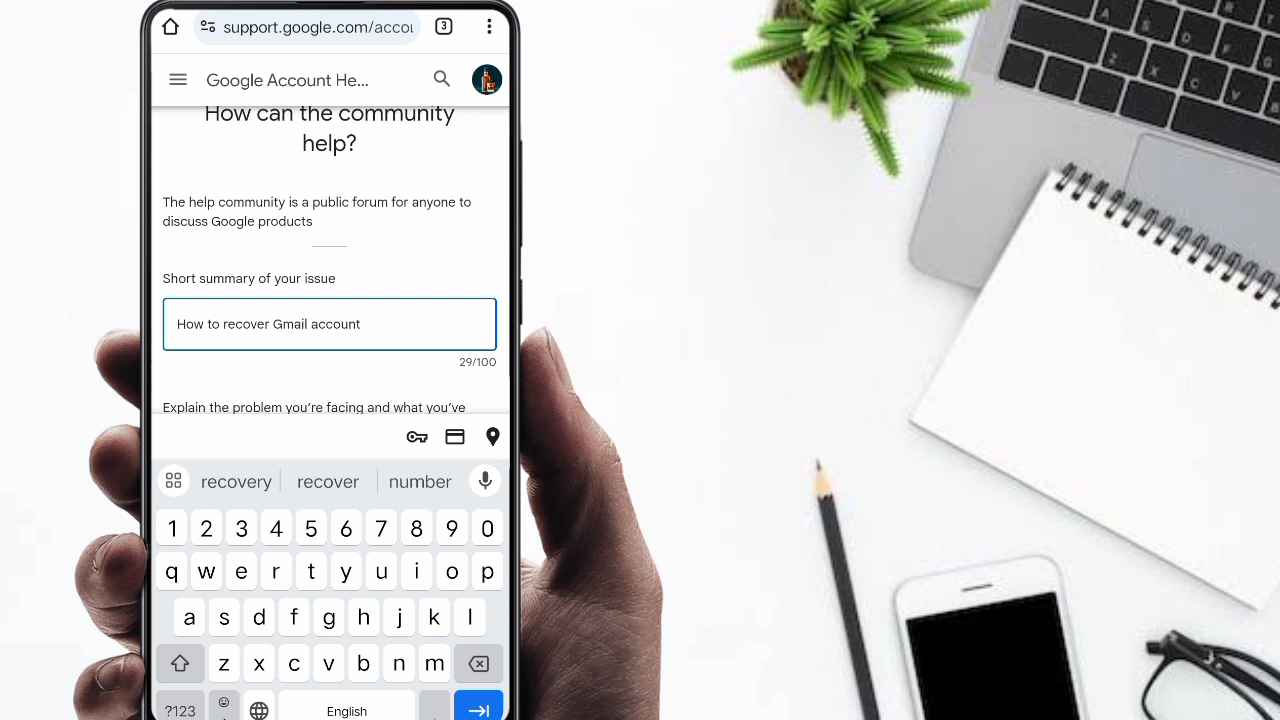 support.google.com/accou
3
Google Account He...
How can the community
help?
The help community is a public forum for anyone to
discuss Google products
Short summary of your issue
How to recover Gmail account
29/100
Explain the problem you're facing and what you've
recovery recover number
1 2 3 4 5 6 7 8 9 0
q w e r t y u i o p
a s d f g h j k l
z x c v b n m
?123 , English .